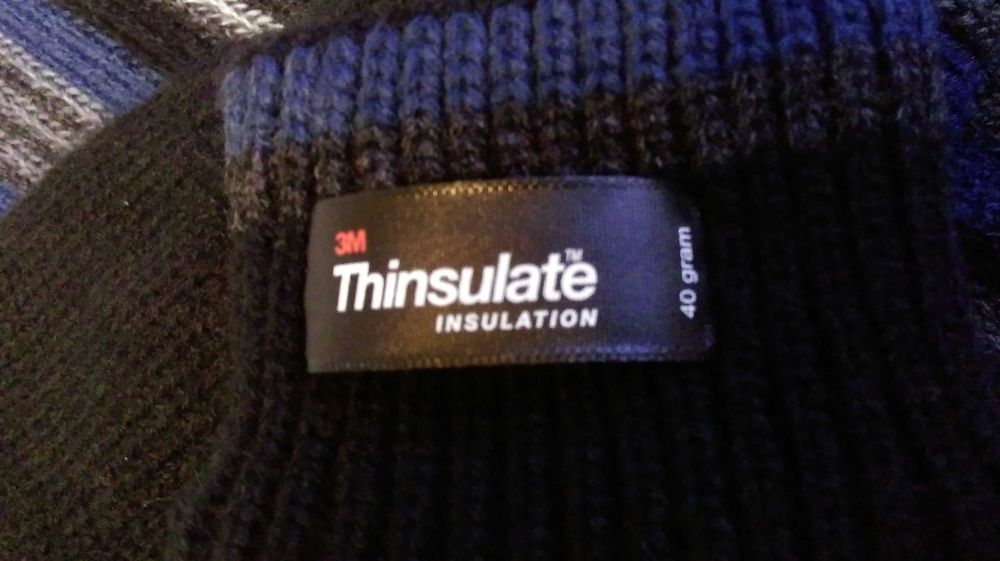 3M
Thinsulate™
INSULATION
40 gram